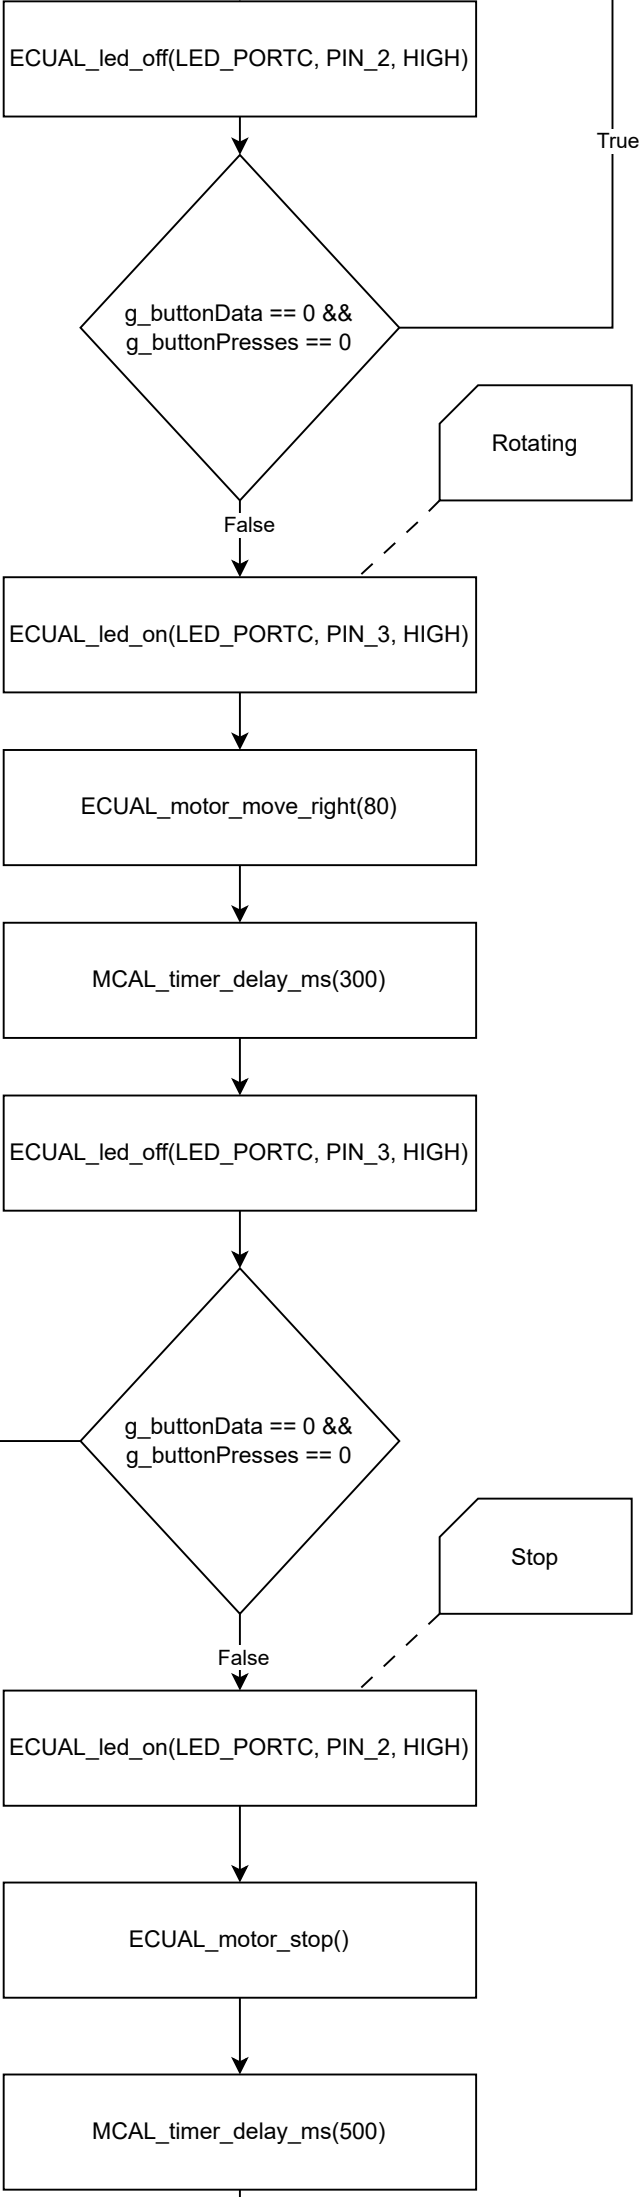 ECUAL_led_off(LED_PORTC, PIN_2, HIGH)
True
g_buttonData == 0 &&
g_buttonPresses == 0
Rotating
False
ECUAL_led_on(LED_PORTC, PIN_3, HIGH)
ECUAL_motor_move_right(80)
MCAL_timer_delay_ms(300)
ECUAL_led_off(LED_PORTC, PIN_3, HIGH)
g_buttonData == 0 &&
g_buttonPresses == 0
Stop
False
ECUAL_led_on(LED_PORTC, PIN_2, HIGH)
ECUAL_motor_stop()
MCAL_timer_delay_ms(500)